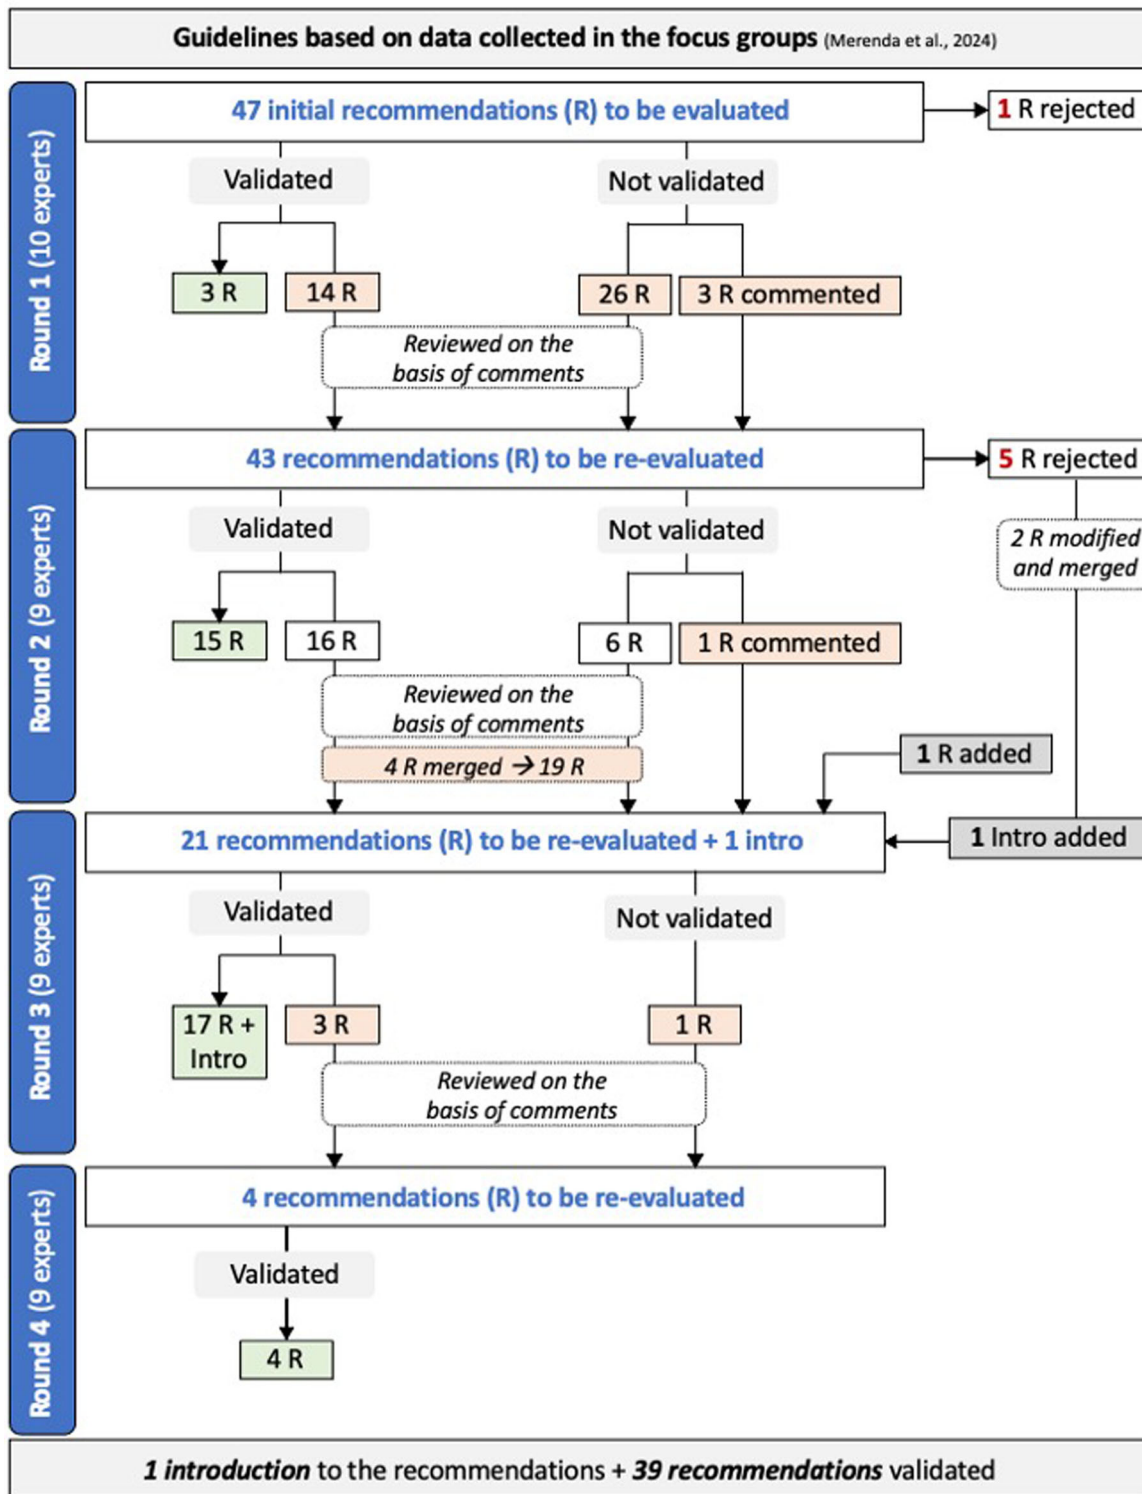 Guidelines based on data collected in the focus groups (Merenda et al., 2024)
Round 1 (10 experts)
47 initial recommendations (R) to be evaluated
1 R rejected
Validated
Not validated
3 R
14 R
26 R
3 R commented
Reviewed on the
basis of comments
Round 2 (9 experts)
43 recommendations (R) to be re-evaluated
5 R rejected
Validated
Not validated
2 R modified
and merged
15 R
16 R
6 R
1 R commented
Reviewed on the
basis of comments
4 R merged → 19 R
1 R added
Round 3 (9 experts)
21 recommendations (R) to be re-evaluated + 1 intro
1 Intro added
Validated
Not validated
17 R +
Intro
3 R
1 R
Reviewed on the
basis of comments
Round 4 (9 experts)
4 recommendations (R) to be re-evaluated
Validated
4 R
1 introduction to the recommendations + 39 recommendations validated